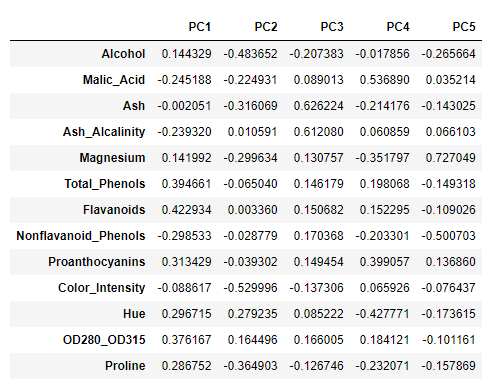 PC1 PC2 PC3 PC4 PC5
Alcohol 0.144329 -0.483652 -0.207383 -0.017856 -0.265664
Malic_Acid -0.245188 -0.224931 0.089013 0.536890 0.035214
Ash -0.002051 -0.316069 0.626224 -0.214176 -0.143025
Ash_Alcalinity -0.239320 0.010591 0.612080 0.060859 0.066103
Magnesium 0.141992 -0.299634 0.130757 -0.351797 0.727049
Total_Phenols 0.394661 -0.065040 0.146179 0.198068 -0.149318
Flavanoids 0.422934 0.003360 0.150682 0.152295 -0.109026
Nonflavanoid_Phenols -0.298533 -0.028779 0.170368 -0.203301 -0.500703
Proanthocyanins 0.313429 -0.039302 0.149454 0.399057 0.136860
Color_Intensity -0.088617 -0.529996 -0.137306 0.065926 -0.076437
Hue 0.296715 0.279235 0.085222 -0.427771 -0.173615
OD280_OD315 0.376167 0.164496 0.166005 0.184121 -0.101161
Proline 0.286752 -0.364903 -0.126746 -0.232071 -0.157869